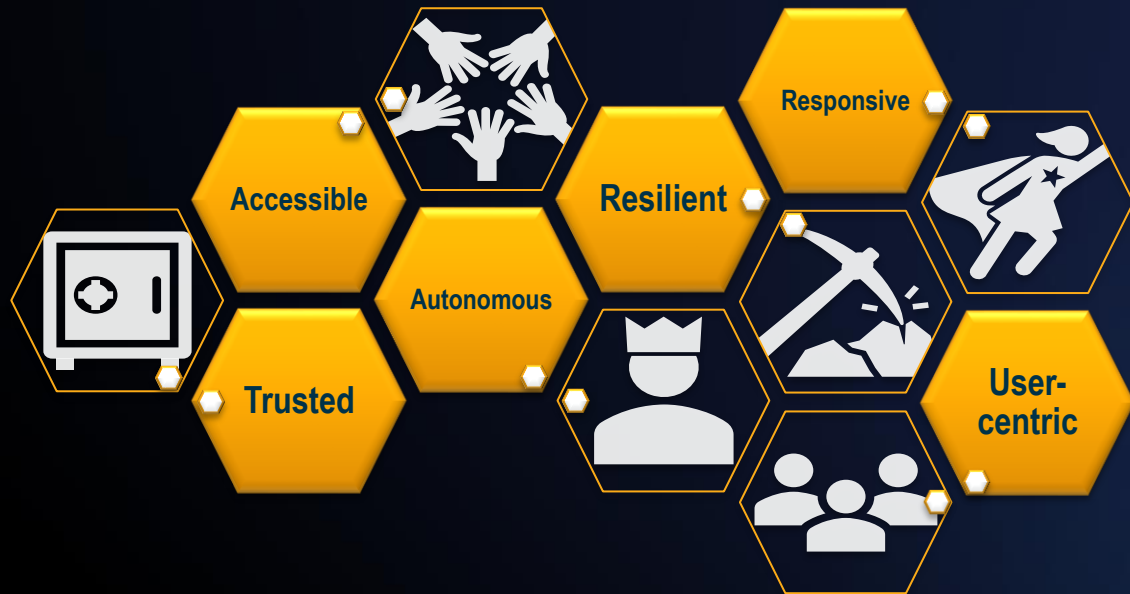 Responsive
Accessible
Resilient
Autonomous
Trusted
User-
centric